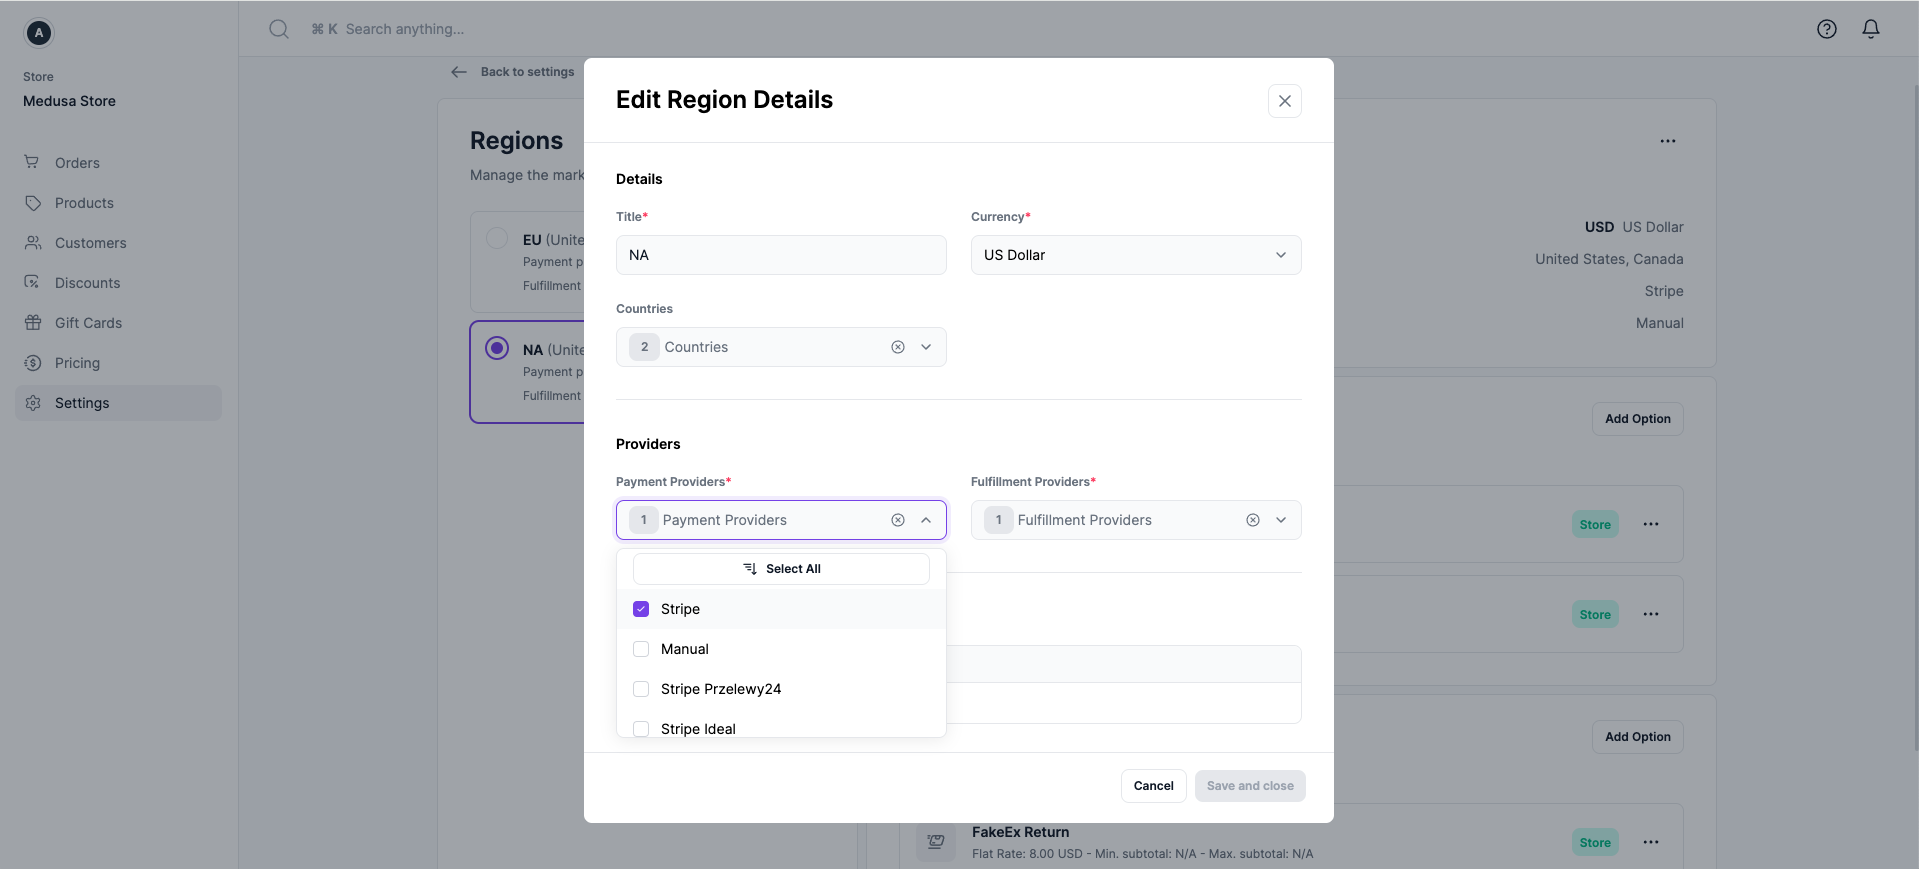 A
⌘ K Search anything...
Store
Medusa Store
Orders
Products
Customers
Discounts
Gift Cards
Pricing
Settings
Back to settings
Regions
Manage the mark
EU (Unite
Payment p
Fulfillment
NA (Unite
Payment p
Fulfillment
Edit Region Details
Details
Title*
Currency*
NA
US Dollar
Countries
2 Countries
Providers
Payment Providers*
Fulfillment Providers*
1 Payment Providers
1 Fulfillment Providers
Select All
Stripe
Manual
Stripe Przelewy24
Stripe Ideal
Cancel
Save and close
USD US Dollar
United States, Canada
Stripe
Manual
Add Option
Store
Store
Add Option
FakeEx Return
Flat Rate: 8.00 USD - Min. subtotal: N/A - Max. subtotal: N/A
Store